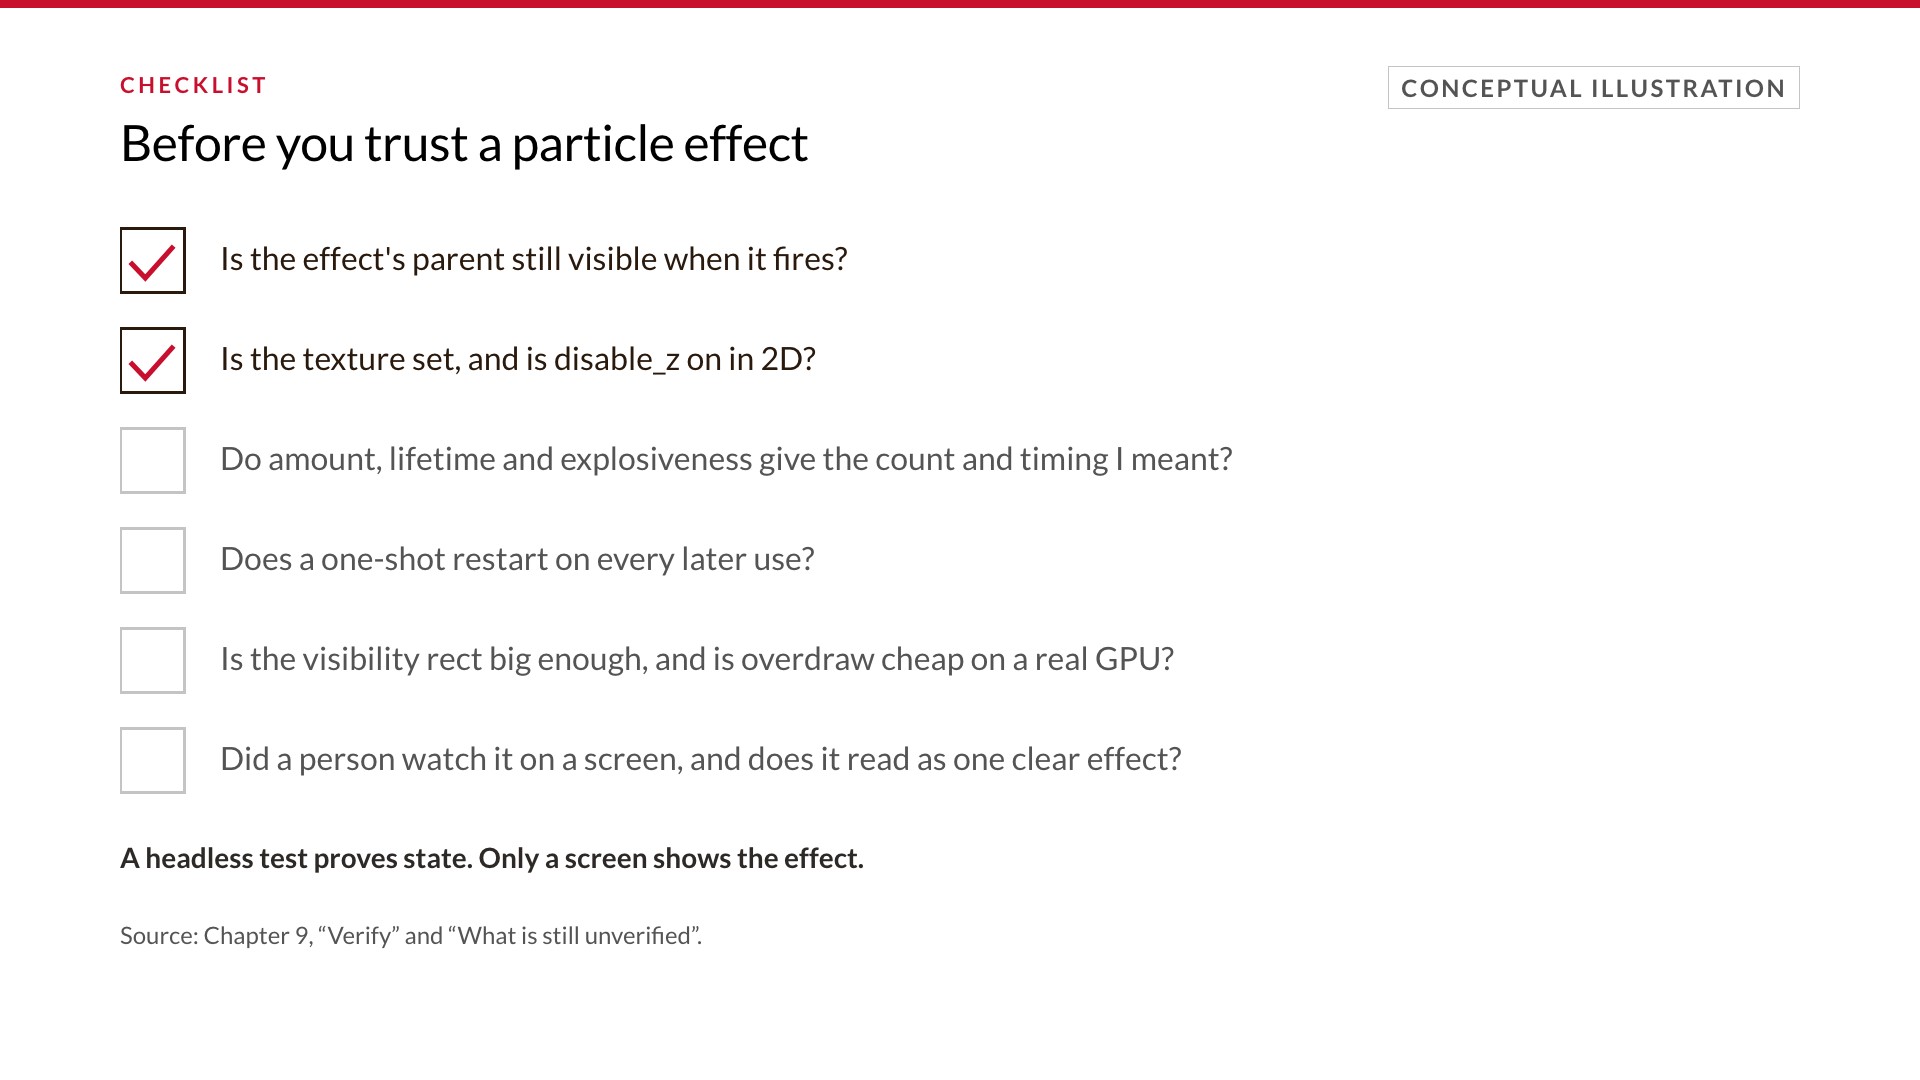 CHECKLIST
CONCEPTUAL ILLUSTRATION
Before you trust a particle effect
Is the effect's parent still visible when it fires?
Is the texture set, and is disable_z on in 2D?
Do amount, lifetime and explosiveness give the count and timing I meant?
Does a one-shot restart on every later use?
Is the visibility rect big enough, and is overdraw cheap on a real GPU?
Did a person watch it on a screen, and does it read as one clear effect?
A headless test proves state. Only a screen shows the effect.
Source: Chapter 9, “Verify” and “What is still unverified”.